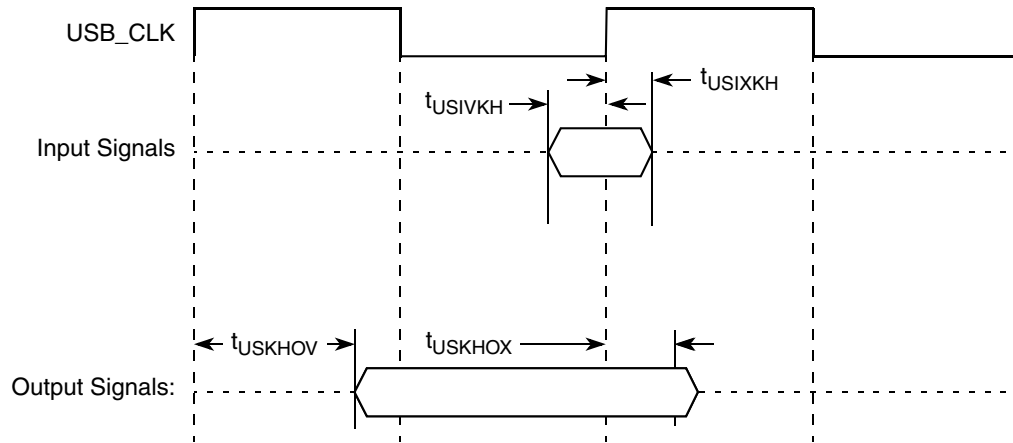 USB_CLK
tUSIXKH
tUSIVKH
Input Signals
tUSKHOV
tUSKHOX
Output Signals: